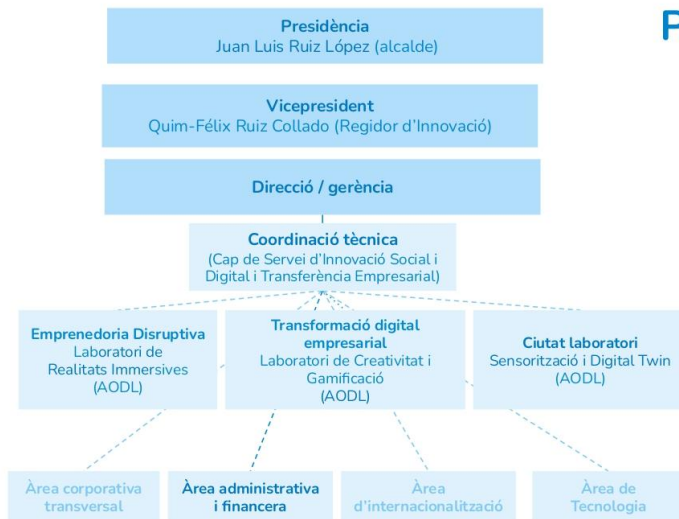 P
Presidència
Juan Luis Ruiz López (alcalde)
Vicepresident
Quim-Félix Ruiz Collado (Regidor d'Innovació)
Direcció / gerència
Coordinació tècnica
(Cap de Servei d'Innovació Social i
Digital i Transferència Empresarial)
Emprenedoria Disruptiva
Laboratori de
Realitats Immersives
(AODL)
Transformació digital
empresarial
Laboratori de Creativitat i
Gamificació
(AODL)
Ciutat laboratori
Sensorització i Digital Twin
(AODL)
Àrea corporativa
transversal
Àrea administrativa
i financera
Àrea
d'internacionalització
Àrea de
Tecnologia